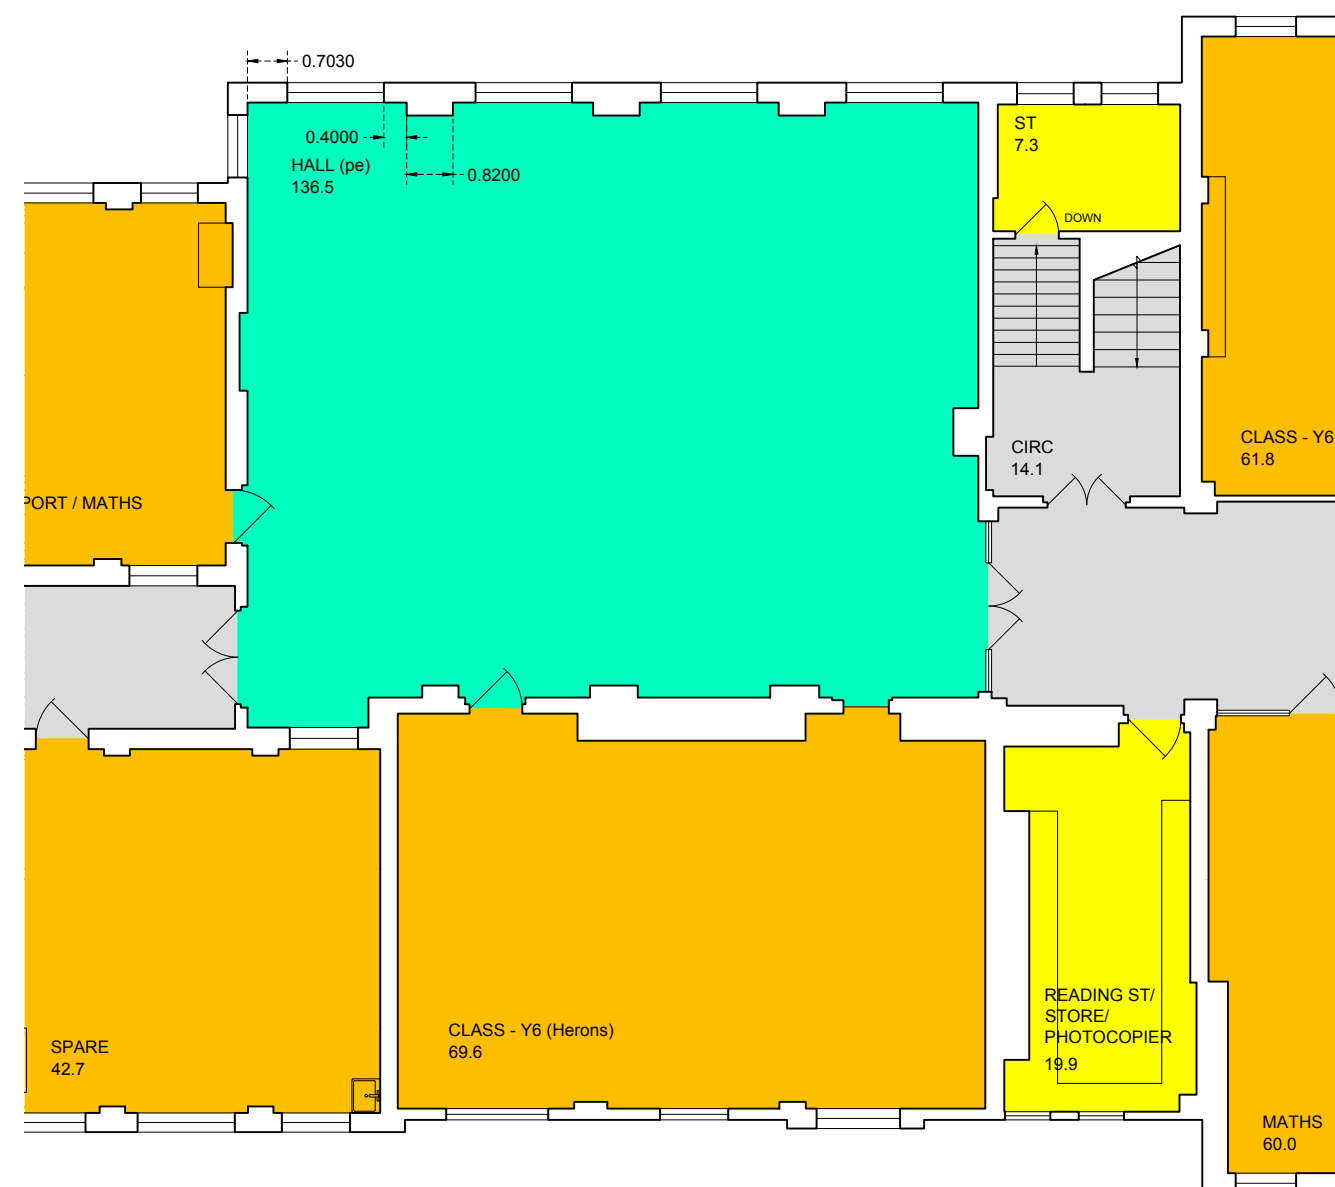 0.7030
0.4000
HALL (pe)
136.5
0.8200
ST
7.3
DOWN
PORT / MATHS
CIRC
14.1
CLASS - Y6
61.8
SPARE
42.7
CLASS - Y6 (Herons)
69.6
READING ST/
STORE/
PHOTOCOPIER
19.9
MATHS
60.0